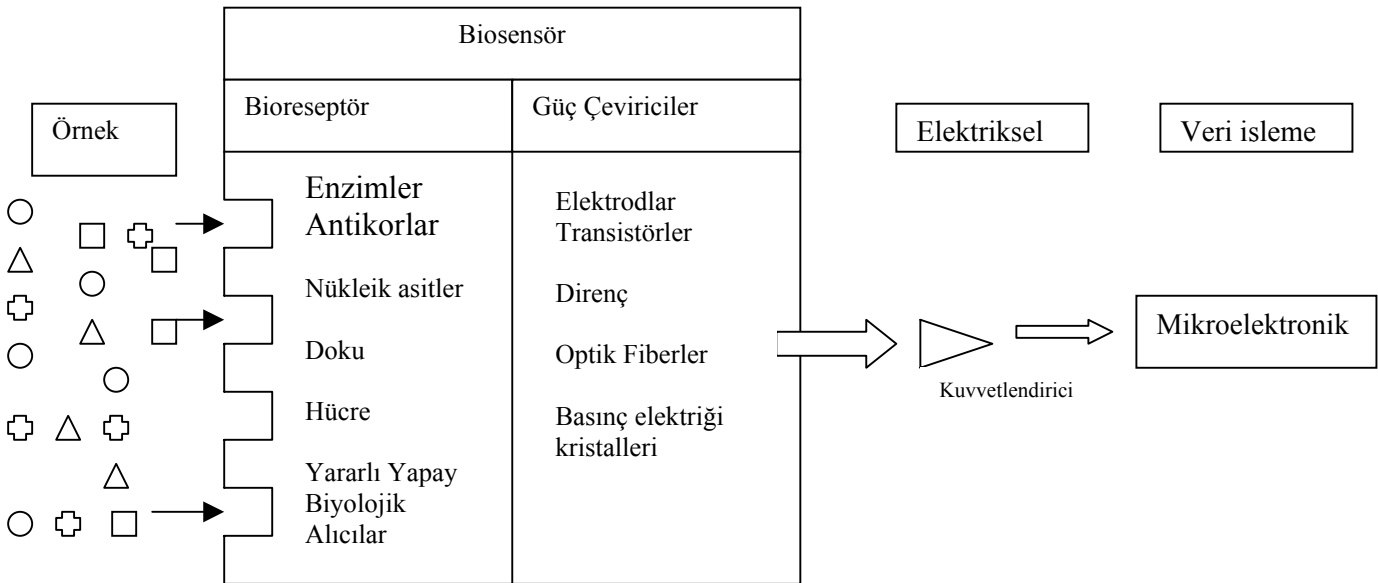 Biosensör
Örnek
Bioreseptör
Güç Çeviriciler
Elektriksel
Veri isleme
Enzimler
Antikorlar
Nükleik asitler
Doku
Hücre
Yararlı Yapay
Biyolojik
Alıcılar
Elektrodlar
Transistörler
Direnç
Optik Fiberler
Basınç elektriği
kristalleri
Kuvvetlendirici
Mikroelektronik